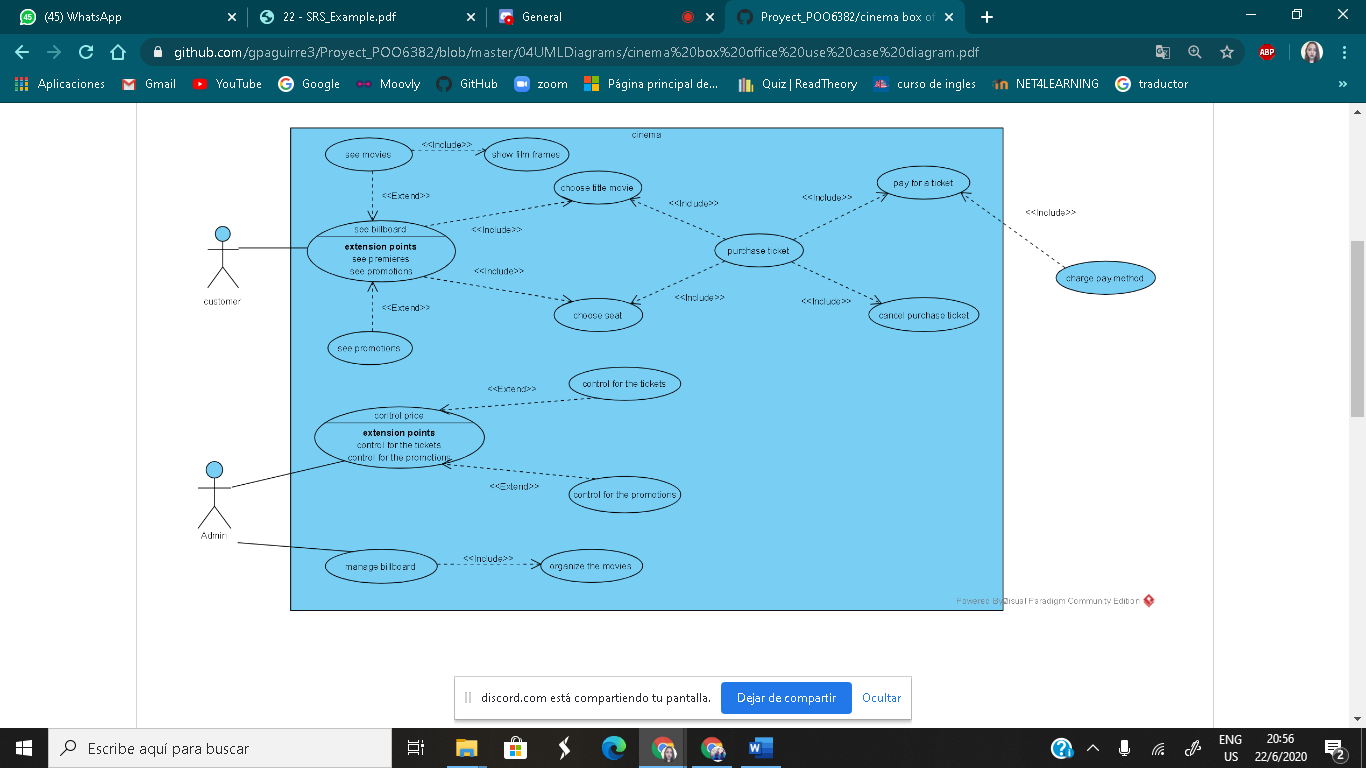 (45) WhatsApp
22 - SRS_Example.pdf
General
Proyect_POO6382/cinema box of
github.com/gpaguirre3/Proyect_POO6382/blob/master/04UMLDiagrams/cinema%20box%20office%20use%20case%20diagram.pdf
ABP
Aplicaciones
Gmail
YouTube
Google
Moovly
GitHub
zoom
Página principal de...
Quiz | ReadTheory
curso de ingles
NET4LEARNING
traductor
»
cinema
see movies
<<Include>>
show film frames
<<Extend>>
choose title movie
<<Include>>
<<Include>>
pay for a ticket
<<Include>>
<<Include>>
see billboard
extension points
see premieres
see promotions
purchase ticket
charge pay method
customer
<<Include>>
<<Include>>
<<Include>>
<<Extend>>
choose seat
cancel purchase ticket
see promotions
control for the tickets
<<Extend>>
control price
extension points
control for the tickets
control for the promotions
<<Extend>>
control for the promotions
Admin
manage billboard
<<Include>>
organize the movies
Powered By Visual Paradigm Community Edition
discord.com está compartiendo tu pantalla.
Dejar de compartir
Ocultar
Escribe aquí para buscar
ENG
US
20:56
22/6/2020
2